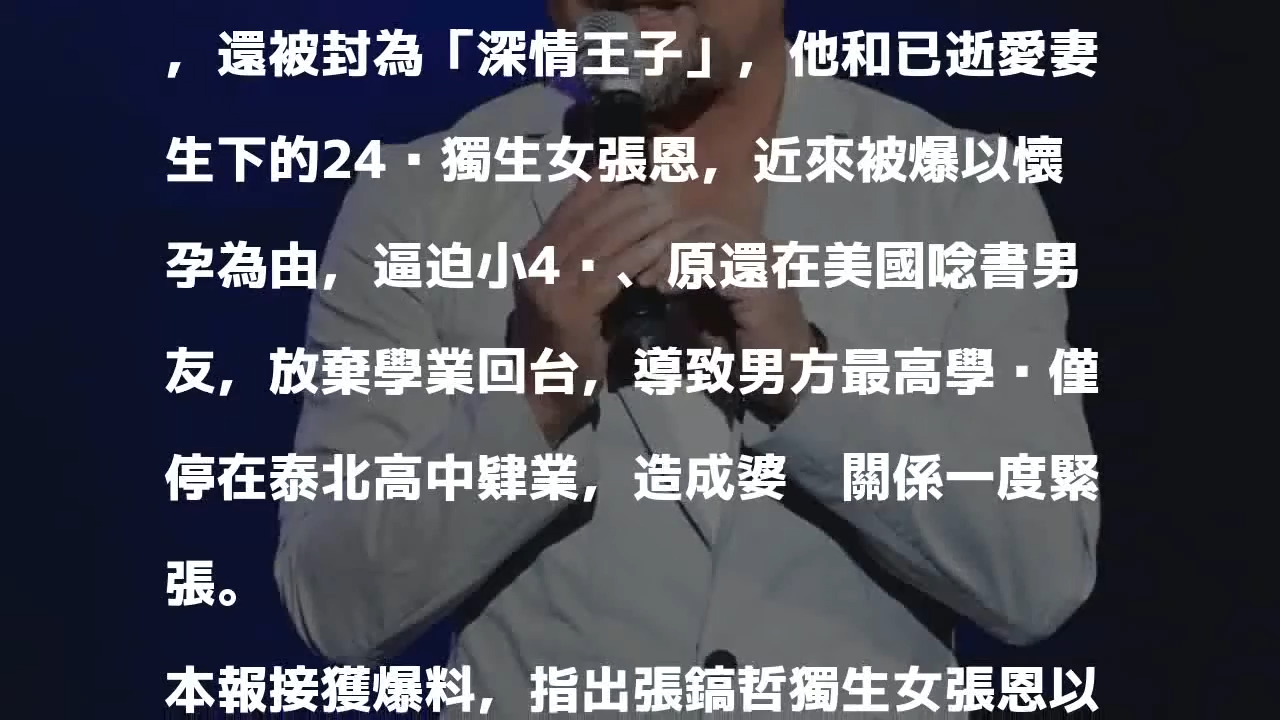 ，還被封為「深情王子」，他和已逝愛妻
生下的24·獨生女張恩，近來被爆以懷
孕為由，逼迫小4·、原還在美國唸書男
友，放棄學業回台，導致男方最高學·僅
停在泰北高中肄業，造成婆　關係一度緊
張。
本報接獲爆料，指出張鎬哲獨生女張恩以